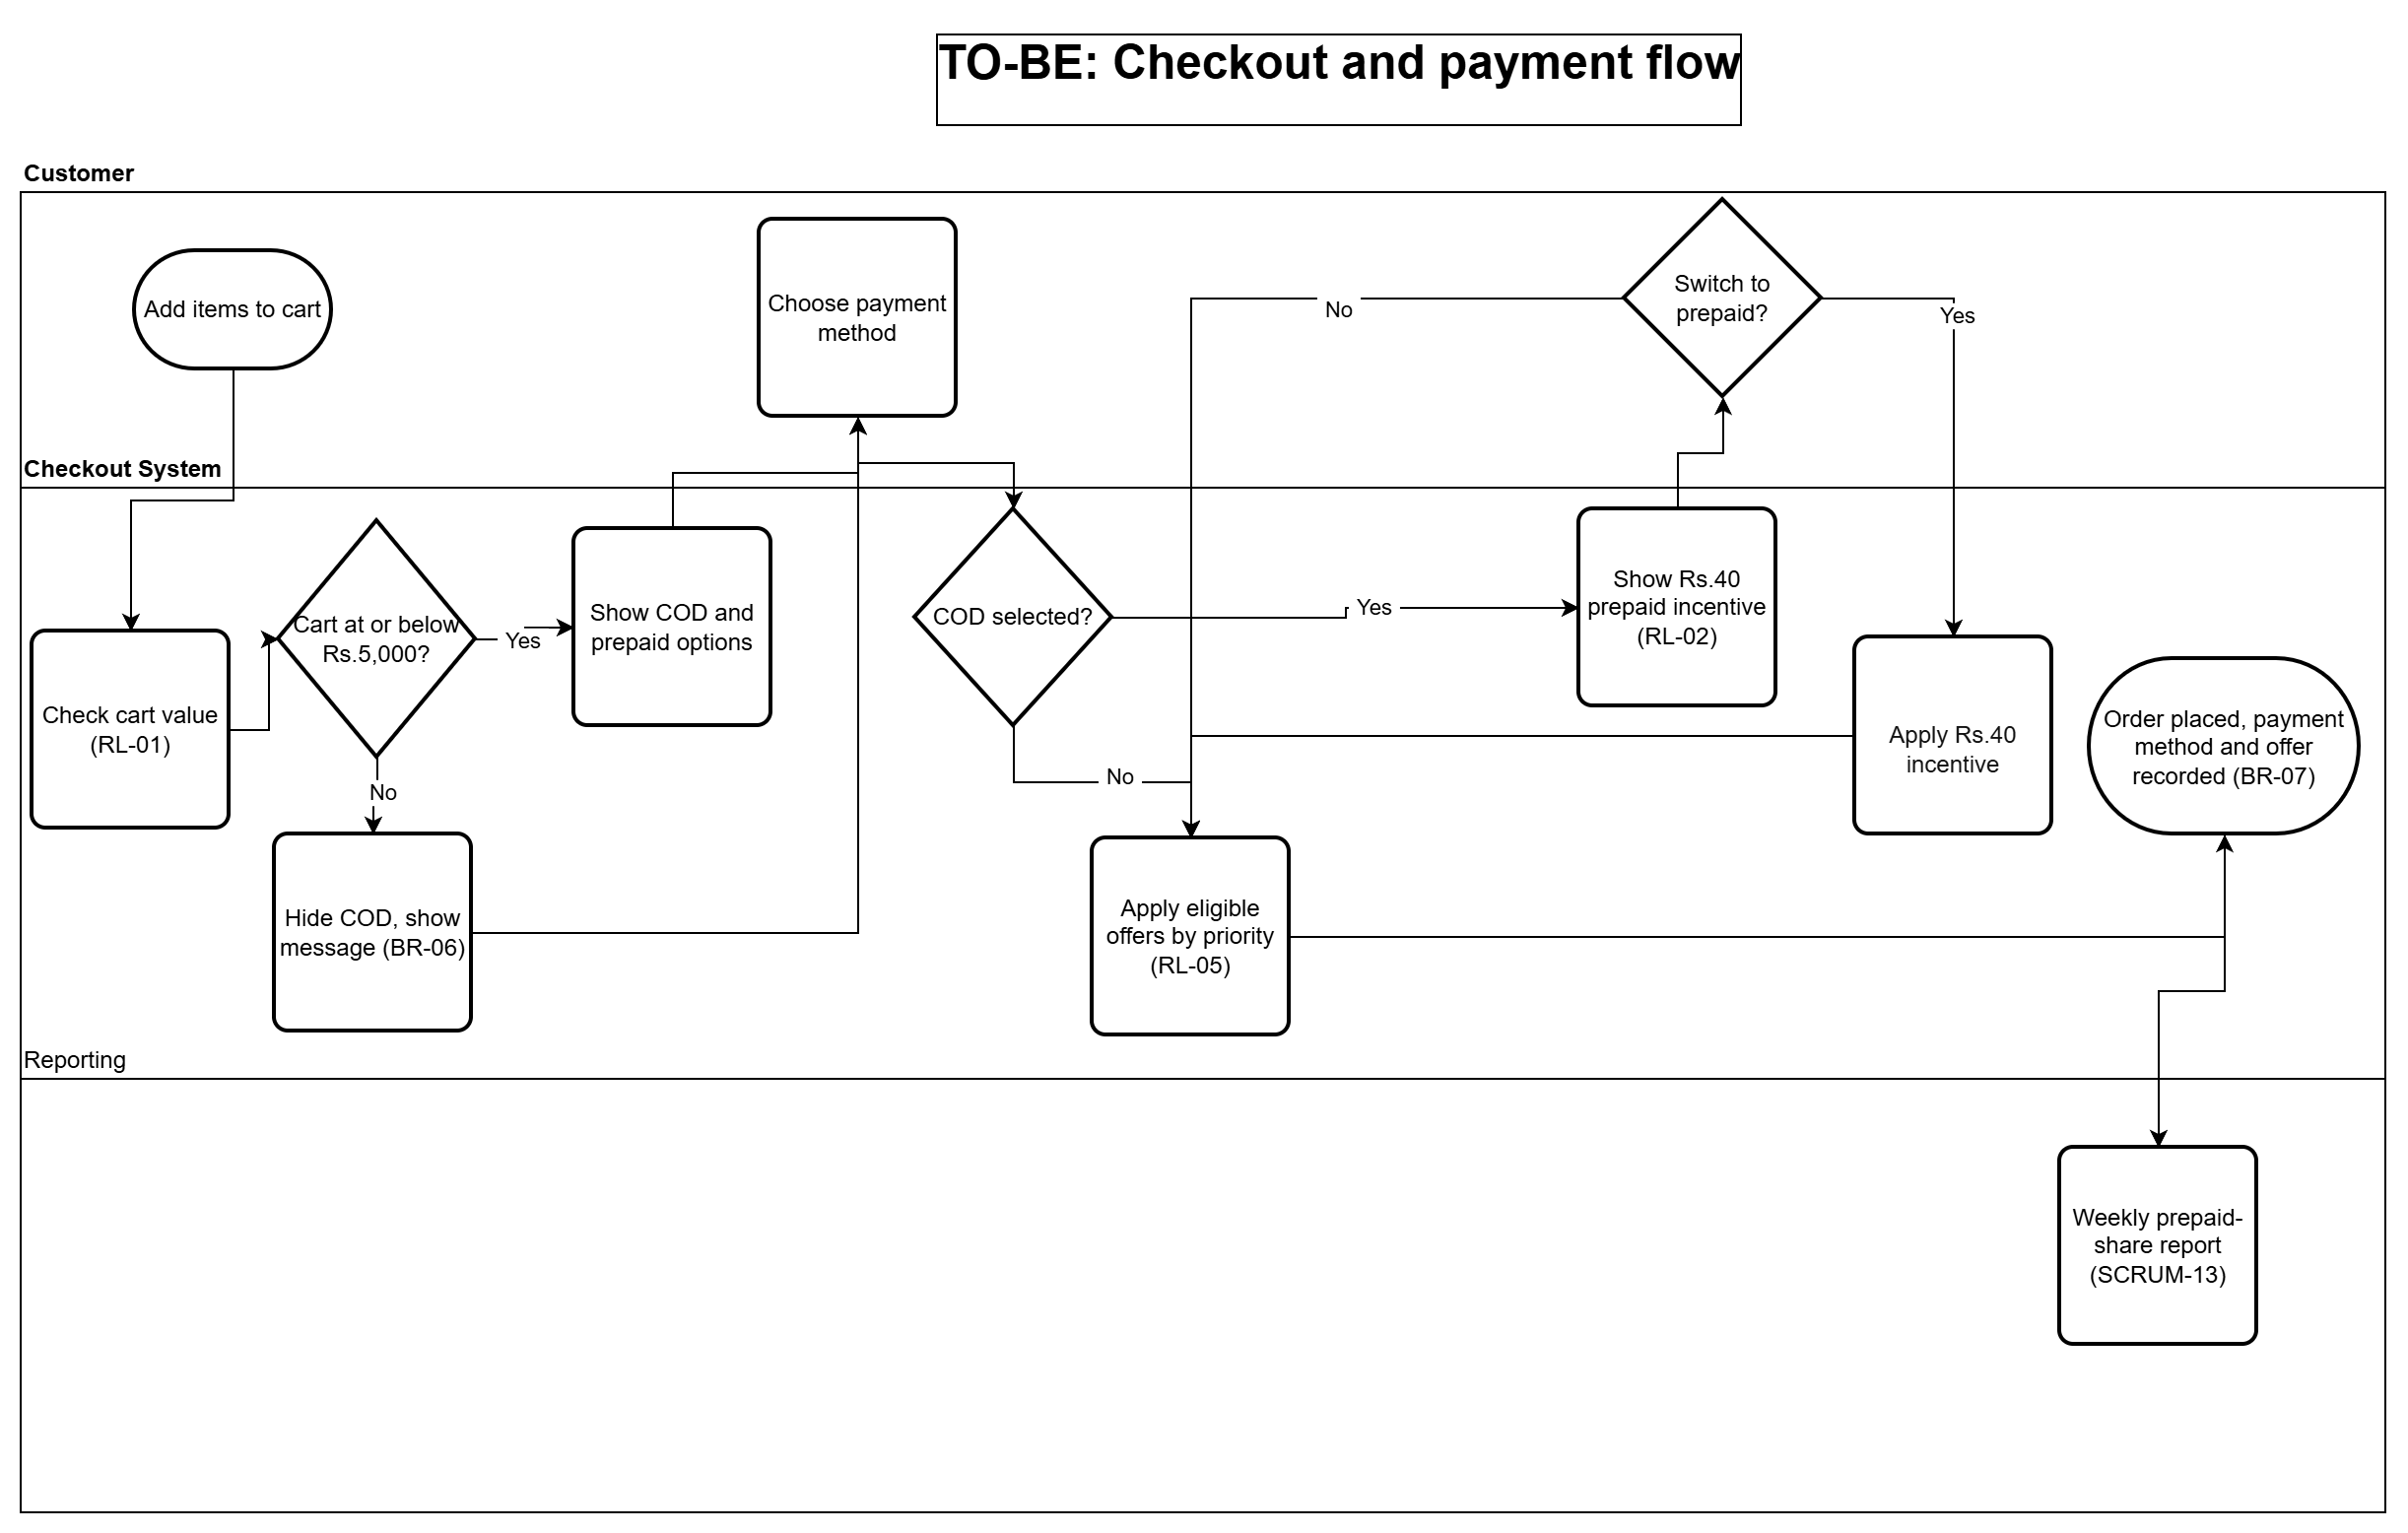 TO-BE: Checkout and payment flow
Customer
Add items to cart
Choose payment
method
Switch to
prepaid?
No
Yes
Checkout System
Cart at or below
Rs.5,000?
Yes
Show COD and
prepaid options
COD selected?
Yes
Show Rs.40
prepaid incentive
(RL-02)
Check cart value
(RL-01)
No
No
Apply Rs.40
incentive
Order placed, payment
method and offer
recorded (BR-07)
Hide COD, show
message (BR-06)
Apply eligible
offers by priority
(RL-05)
Reporting
Weekly prepaid-
share report
(SCRUM-13)